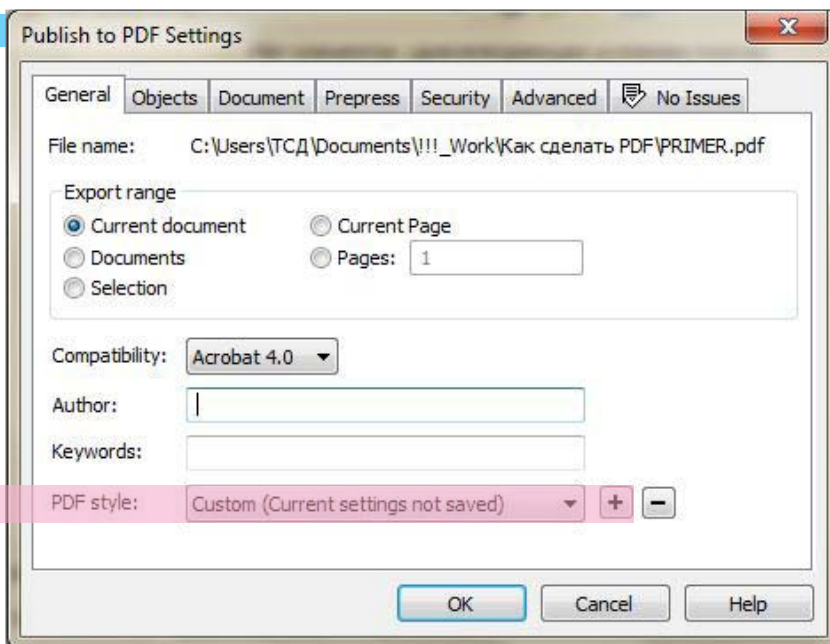 Publish to PDF Settings
General Objects Document Prepress Security Advanced No Issues
File name: C:\Users\ТСД\Documents\!!!_Work\Как сделать PDF\PRIMER.pdf
Export range
Current document Current Page
Documents Pages: 1
Selection
Compatibility: Acrobat 4.0
Author:
Keywords:
PDF style: Custom (Current settings not saved)
OK Cancel Help